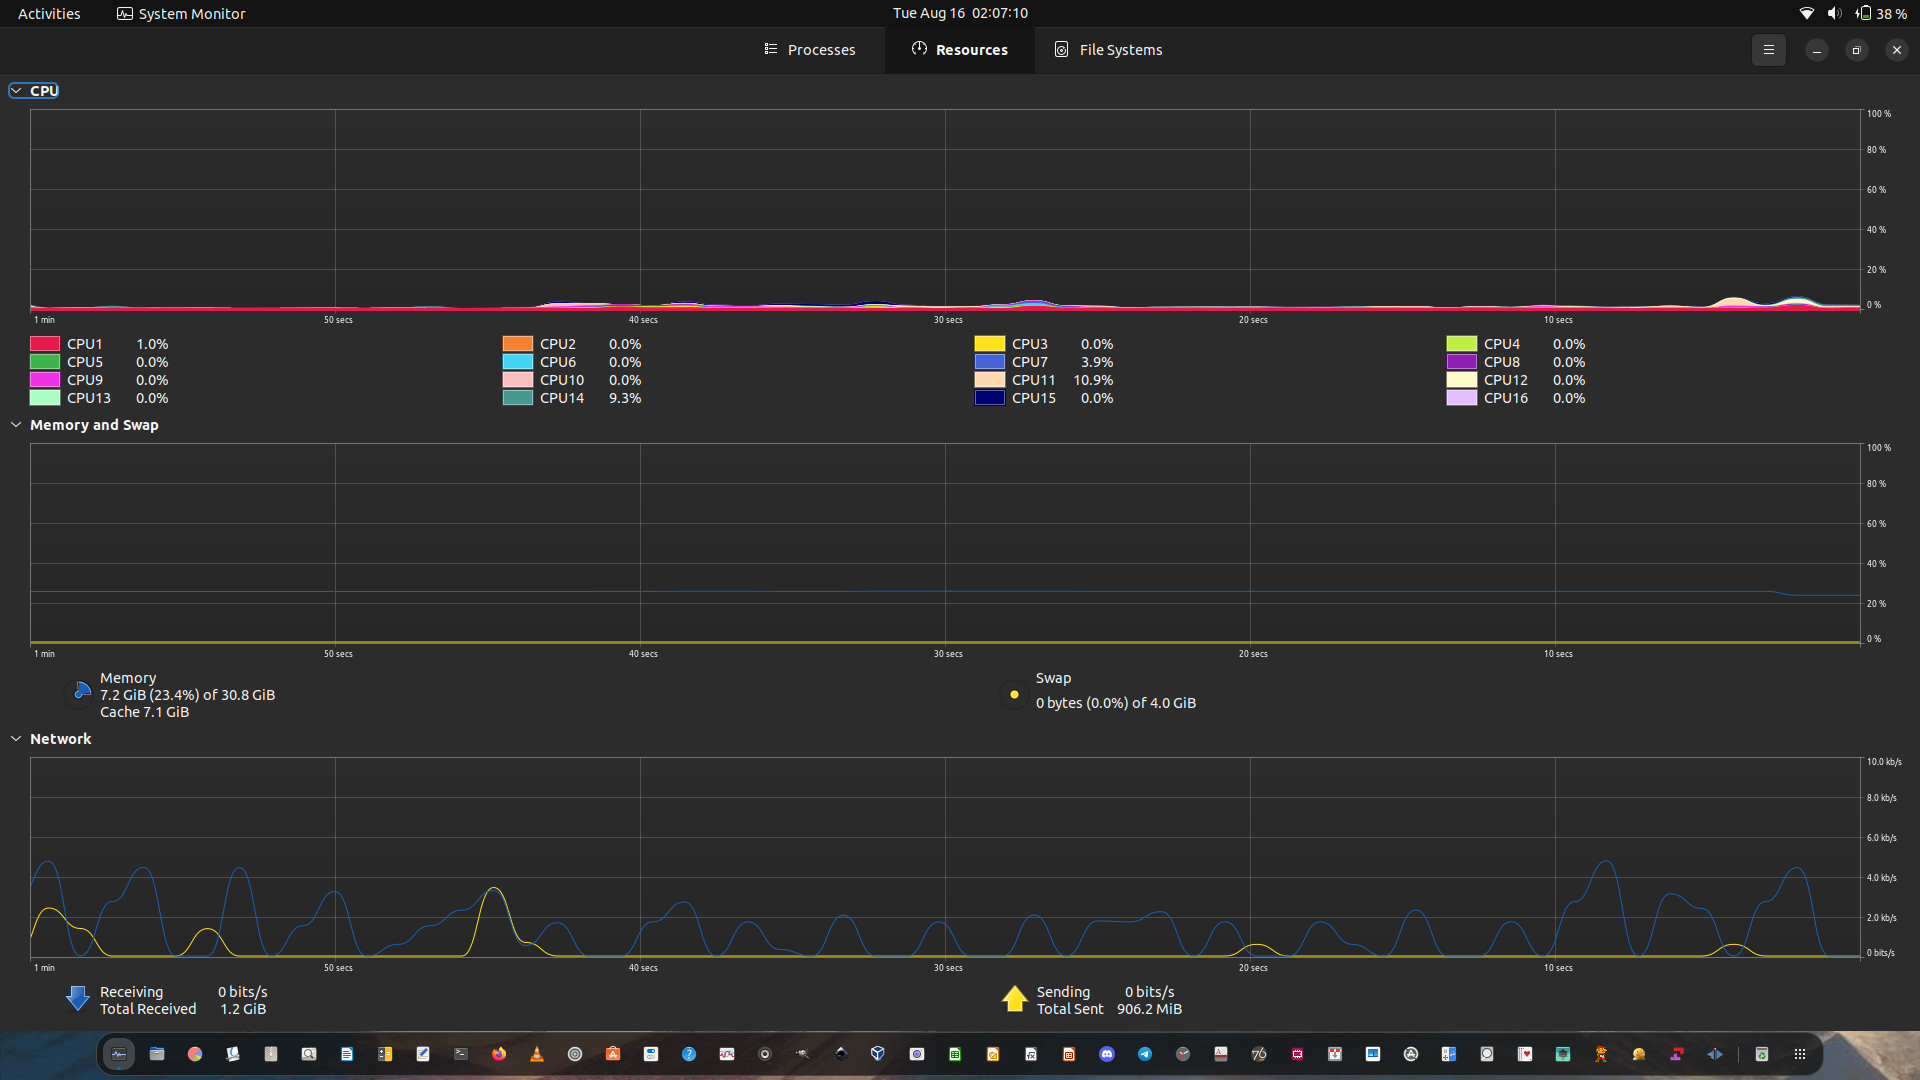 Activities System Monitor Tue Aug 16 02:07:10 38 %
Processes Resources File Systems
CPU
100 %
80 %
60 %
40 %
20 %
0 %
1 min 50 secs 40 secs 30 secs 20 secs 10 secs
CPU1 1.0% CPU2 0.0% CPU3 0.0% CPU4 0.0%
CPU5 0.0% CPU6 0.0% CPU7 3.9% CPU8 0.0%
CPU9 0.0% CPU10 0.0% CPU11 10.9% CPU12 0.0%
CPU13 0.0% CPU14 9.3% CPU15 0.0% CPU16 0.0%
Memory and Swap
100 %
80 %
60 %
40 %
20 %
0 %
1 min 50 secs 40 secs 30 secs 20 secs 10 secs
Memory Swap
7.2 GiB (23.4%) of 30.8 GiB 0 bytes (0.0%) of 4.0 GiB
Cache 7.1 GiB
Network
10.0 kb/s
8.0 kb/s
6.0 kb/s
4.0 kb/s
2.0 kb/s
0 bits/s
1 min 50 secs 40 secs 30 secs 20 secs 10 secs
Receiving 0 bits/s Sending 0 bits/s
Total Received 1.2 GiB Total Sent 906.2 MiB
76